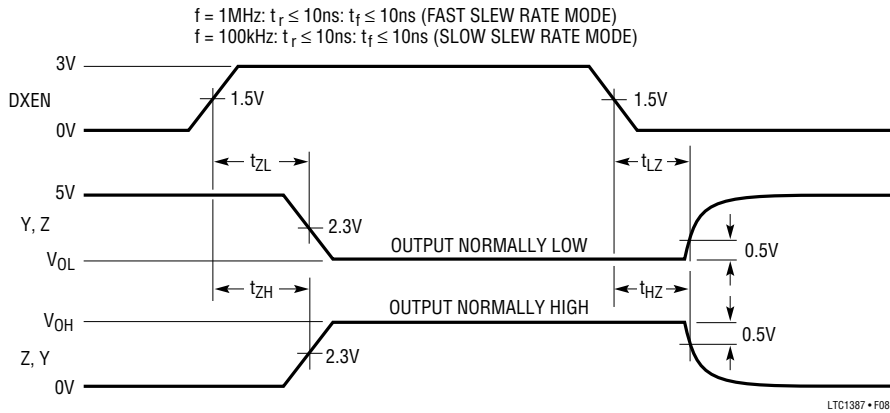 f = 1MHz: tr ≤ 10ns: tf ≤ 10ns (FAST SLEW RATE MODE)
f = 100kHz: tr ≤ 10ns: tf ≤ 10ns (SLOW SLEW RATE MODE)
3V
DXEN
1.5V
1.5V
0V
tZL
tLZ
5V
Y, Z
2.3V
OUTPUT NORMALLY LOW
0.5V
VOL
tZH
OUTPUT NORMALLY HIGH
tHZ
VOH
0.5V
Z, Y
2.3V
0V
LTC1387 • F08